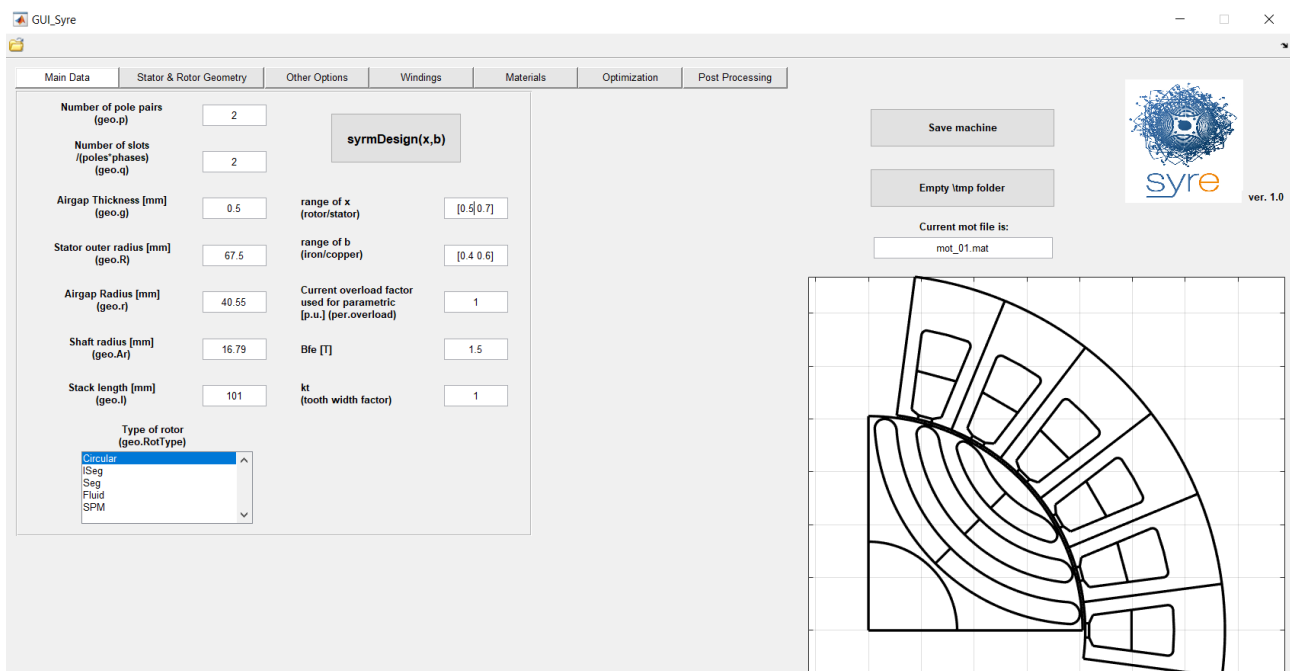 GUI_Syre
Main Data
Stator & Rotor Geometry
Other Options
Windings
Materials
Optimization
Post Processing
Number of pole pairs
(geo.p)
2
Number of slots
/(poles*phases)
(geo.q)
2
Airgap Thickness [mm]
(geo.g)
0.5
Stator outer radius [mm]
(geo.R)
67.5
Airgap Radius [mm]
(geo.r)
40.55
Shaft radius [mm]
(geo.Ar)
16.79
Stack length [mm]
(geo.l)
101
Type of rotor
(geo.RotType)
Circular
ISeg
Seg
Fluid
SPM
syrmDesign(x,b)
range of x
(rotor/stator)
[0.5 0.7]
range of b
(iron/copper)
[0.4 0.6]
Current overload factor
used for parametric
[p.u.] (per.overload)
1
Bfe [T]
1.5
kt
(tooth width factor)
1
Save machine
Empty \tmp folder
Current mot file is:
mot_01.mat
syre
ver. 1.0